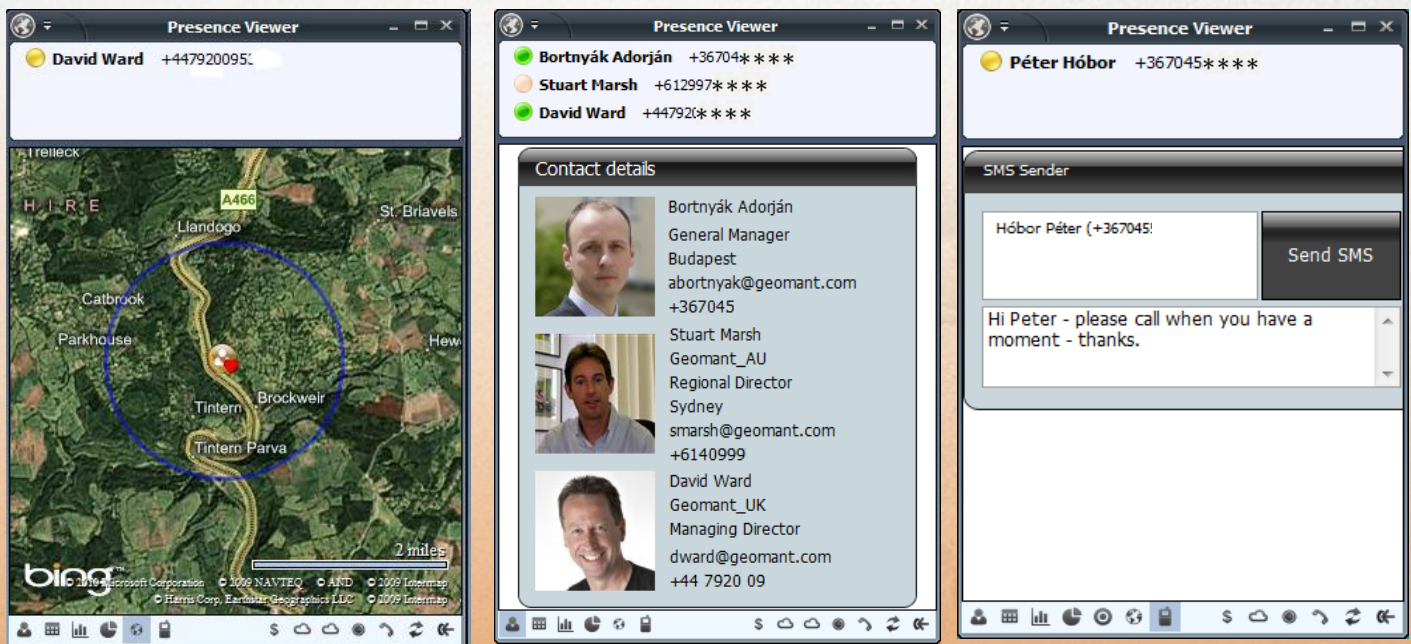 Presence Viewer
David Ward +4479200953
Trelleck
H I R E
A466
St. Briavels
Llandogo
Catbrook
Parkhouse
Hew
Brockweir
Tintern
Tintern Parva
2 miles
bing™
© 2010 Microsoft Corporation © 2009 NAVTEQ © AND © 2009 Intermap
© Harris Corp, Earthstar Geographics LLC © 2009 Intermap
$
Presence Viewer
Bortnyák Adorján +36704****
Stuart Marsh +612997****
David Ward +44792****
Contact details
Bortnyák Adorján
General Manager
Budapest
abortnyak@geomant.com
+367045
Stuart Marsh
Geomant_AU
Regional Director
Sydney
smarsh@geomant.com
+6140999
David Ward
Geomant_UK
Managing Director
dward@geomant.com
+44 7920 09
$
Presence Viewer
Péter Hóbor +367045****
SMS Sender
Hóbor Péter (+367045
Send SMS
Hi Peter - please call when you have a
moment - thanks.
$